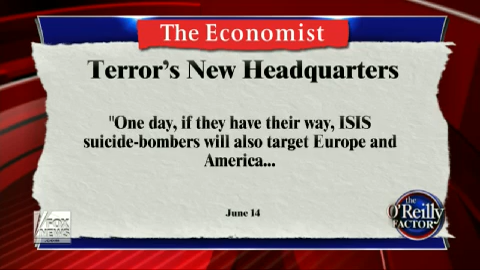 The Economist
Terror's New Headquarters
"One day, if they have their way, ISIS
suicide-bombers will also target Europe and
America...
June 14
FOX
NEWS
the
O'Reilly
FACTOR